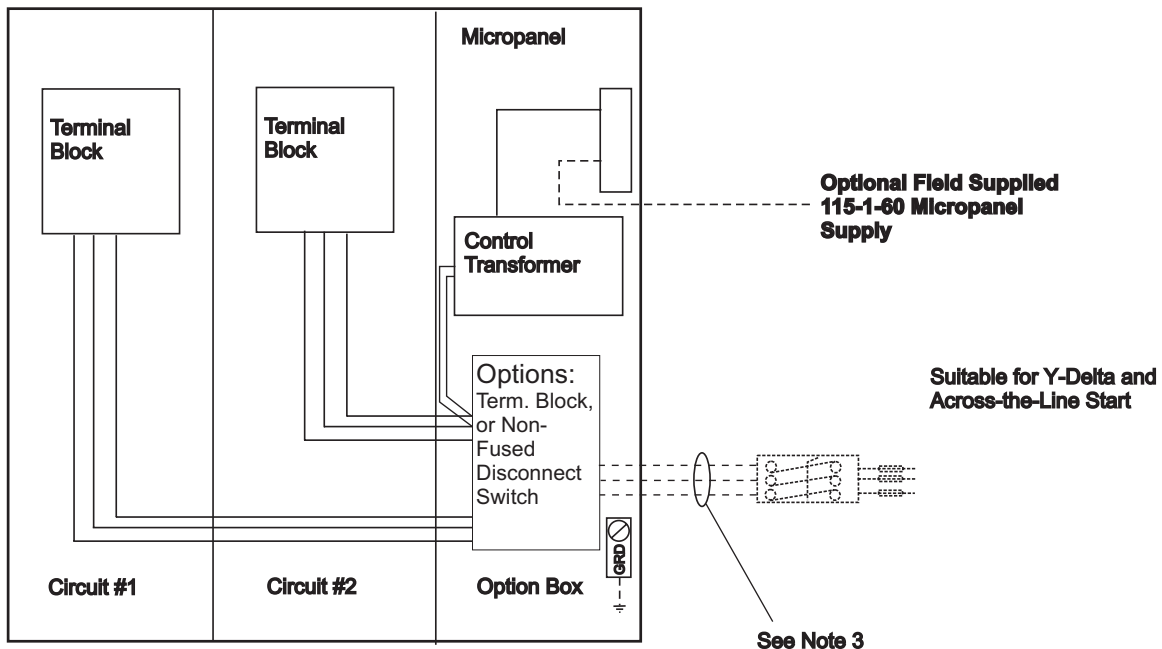 Micropanel
Terminal
Block
Terminal
Block
Optional Field Supplied
115-1-60 Micropanel
Supply
Control
Transformer
Options:
Term. Block,
or Non-
Fused
Disconnect
Switch
Suitable for Y-Delta and
Across-the-Line Start
GRD
Circuit #1
Circuit #2
Option Box
See Note 3